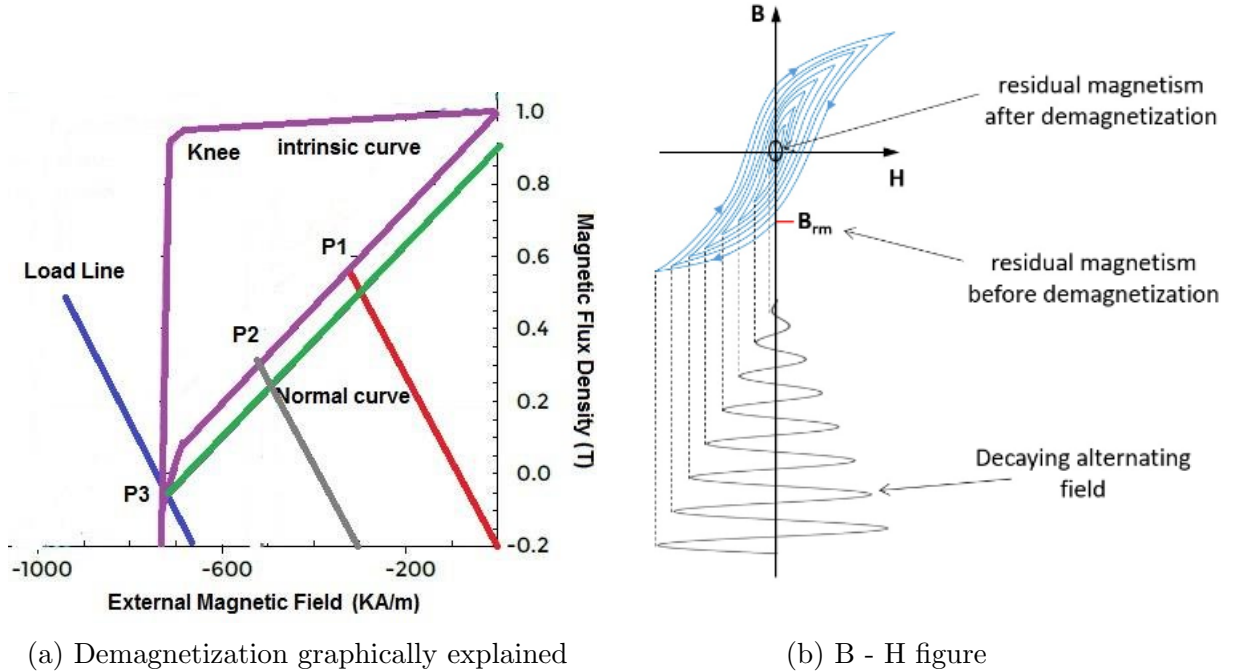 1.0
Knee
intrinsic curve
0.8
P1
Load Line
0.6
P2
0.4
Normal curve
0.2
P3
0.0
-0.2
Magnetic Flux Density (T)
-1000
-600
-200
External Magnetic Field (KA/m)
(a) Demagnetization graphically explained
B
residual magnetism
after demagnetization
H
Brm
residual magnetism
before demagnetization
Decaying alternating
field
(b) B - H figure